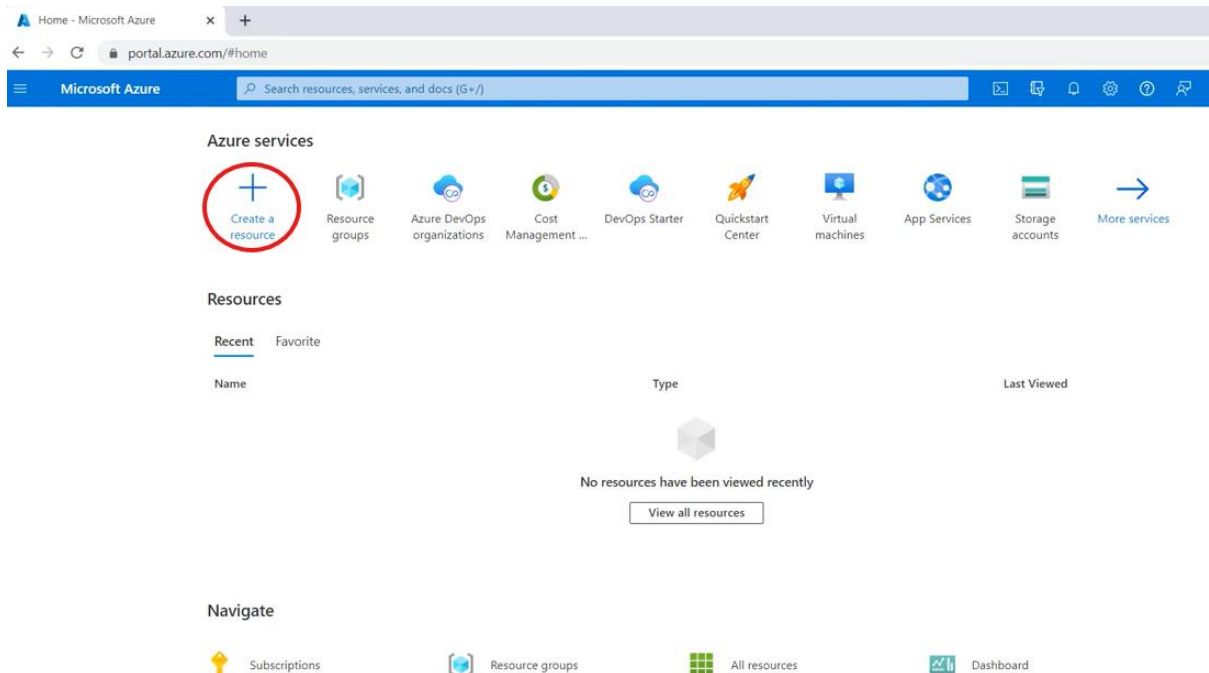 Home - Microsoft Azure
portal.azure.com/#home
Microsoft Azure
Search resources, services, and docs (G+/)
Azure services
Create a
resource
Resource
groups
Azure DevOps
organizations
Cost
Management ...
DevOps Starter
Quickstart
Center
Virtual
machines
App Services
Storage
accounts
More services
Resources
Recent Favorite
Name Type Last Viewed
No resources have been viewed recently
View all resources
Navigate
Subscriptions Resource groups All resources Dashboard